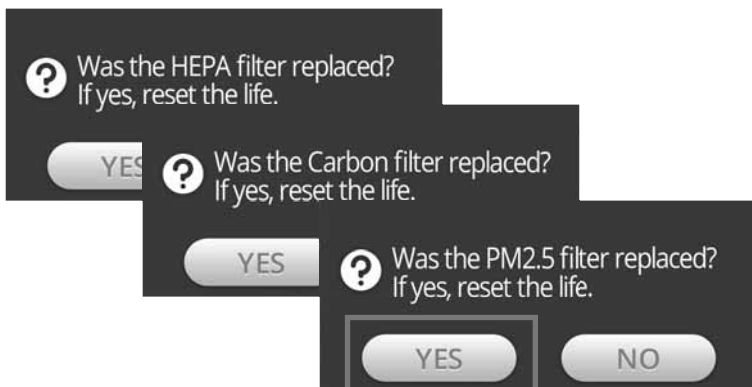 Was the HEPA filter replaced?
If yes, reset the life.
YES
Was the Carbon filter replaced?
If yes, reset the life.
YES
Was the PM2.5 filter replaced?
If yes, reset the life.
YES
NO